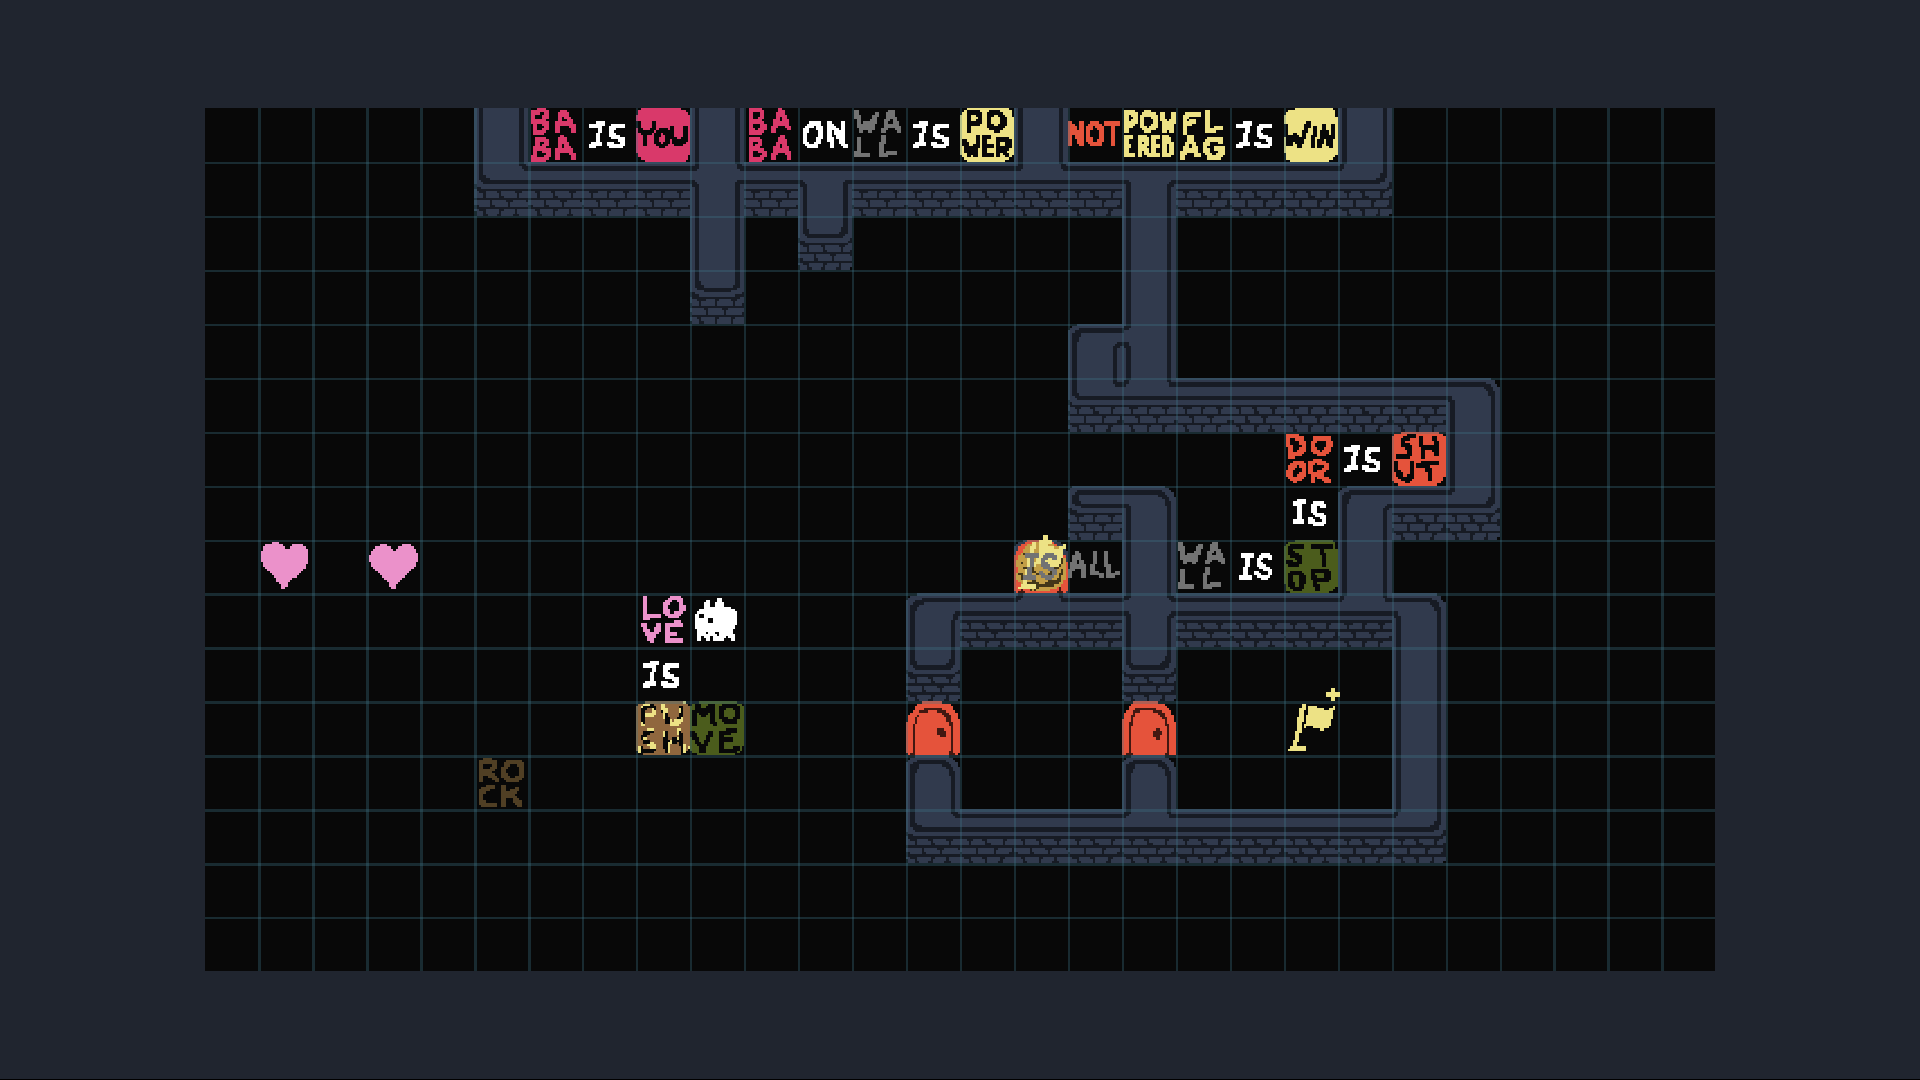 BABA IS YOU BABA ON WALL IS POWER NOT POWERED FLAG IS WIN
DOOR IS SHUT
IS
IS ALL WALL IS STOP
LOVE
IS
PUSH MOVE
ROCK